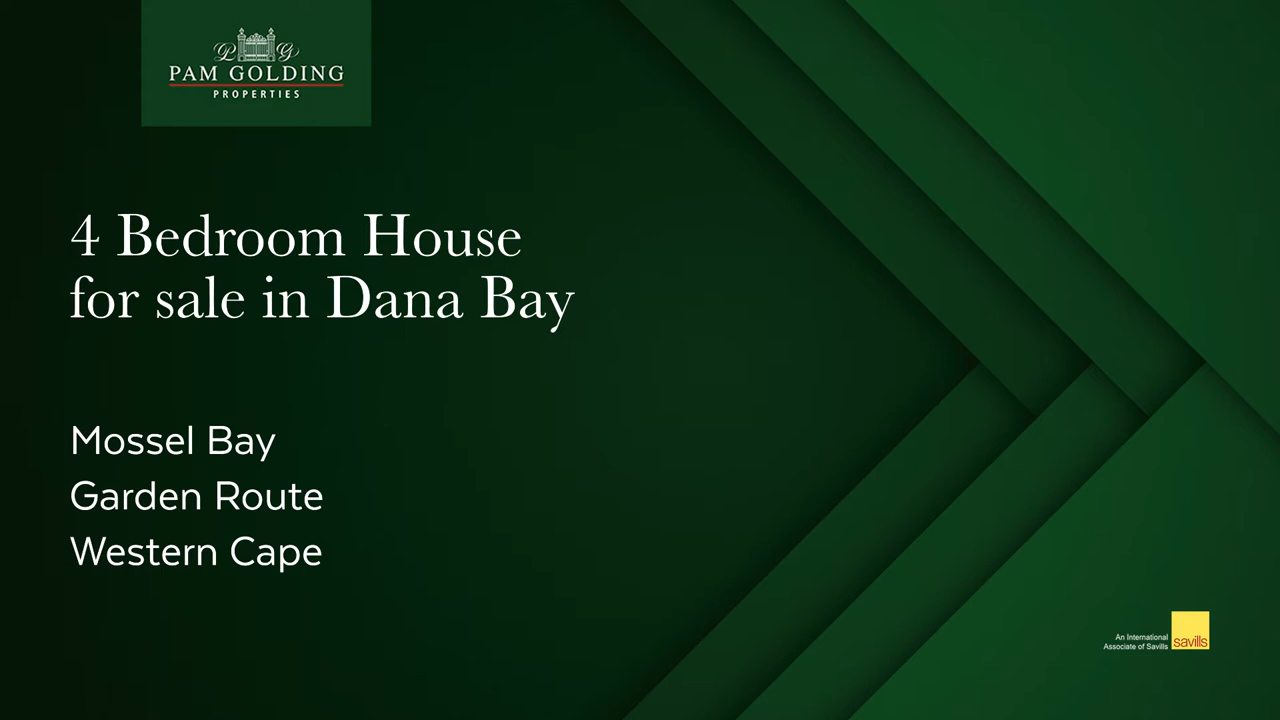 PG
PAM GOLDING
PROPERTIES
4 Bedroom House
for sale in Dana Bay
Mossel Bay
Garden Route
Western Cape
An International
Associate of Savills
savills